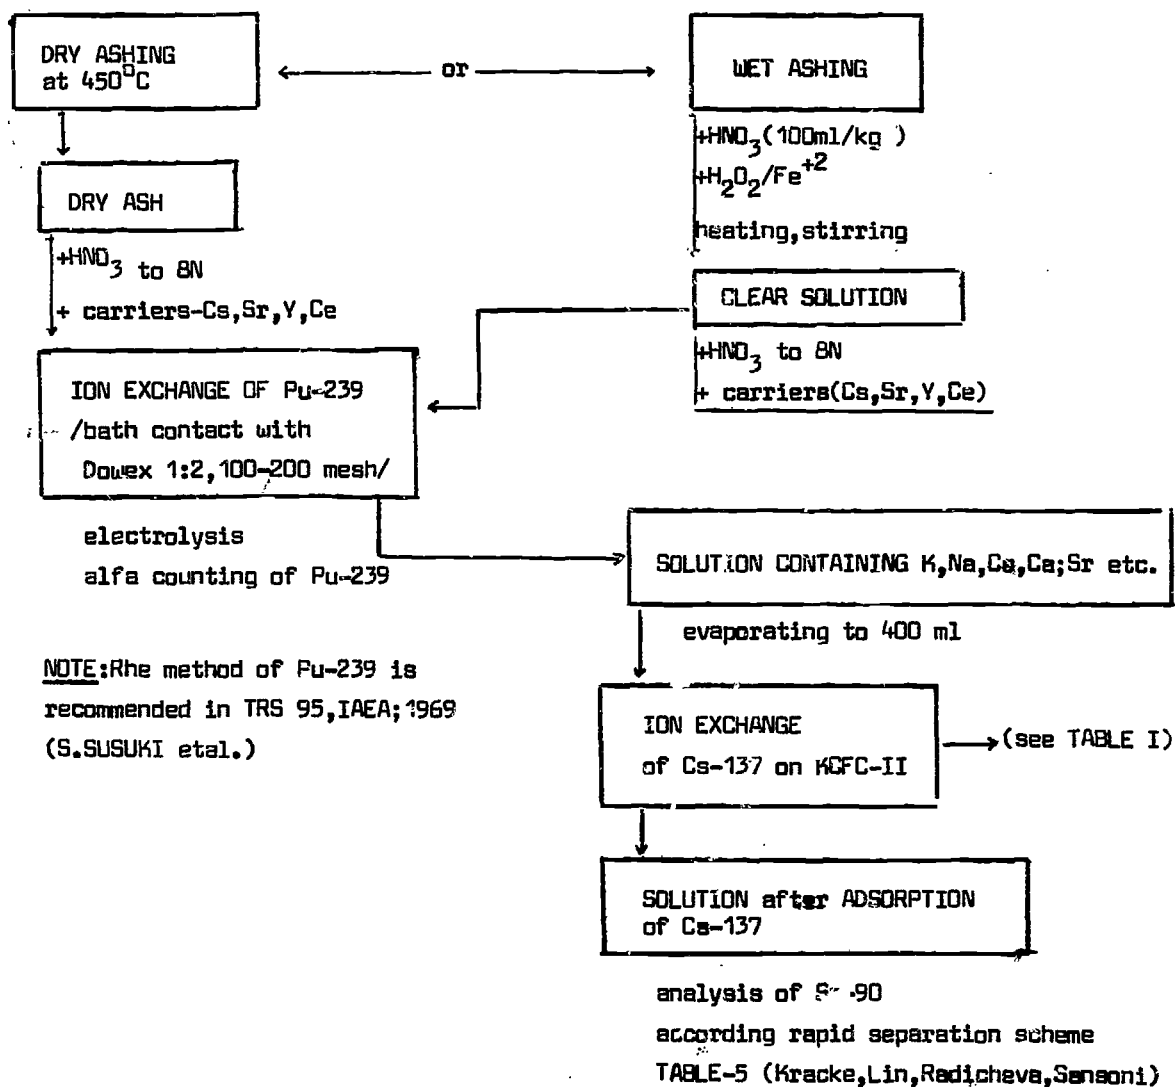 DRY ASHING
at 450°C
or
WET ASHING
+HNO3(100ml/kg )
+H2O2/Fe+2
heating,stirring
DRY ASH
+HNO3 to 8N
+ carriers-Cs,Sr,Y,Ce
CLEAR SOLUTION
+HNO3 to 8N
+ carriers(Cs,Sr,Y,Ce)
ION EXCHANGE OF Pu-239
/bath contact with
Dowex 1:2,100-200 mesh/
electrolysis
alfa counting of Pu-239
SOLUTION CONTAINING K,Na,Cs,Ca;Sr etc.
evaporating to 400 ml
NOTE:Rhe method of Pu-239 is
recommended in TRS 95,IAEA;1969
(S.SUSUKI etal.)
ION EXCHANGE
of Cs-137 on KCFC-II
(see TABLE I)
SOLUTION after ADSORPTION
of Cs-137
analysis of -90
according rapid separation scheme
TABLE-5 (Kracke,Lin,Radicheva,Sansoni)